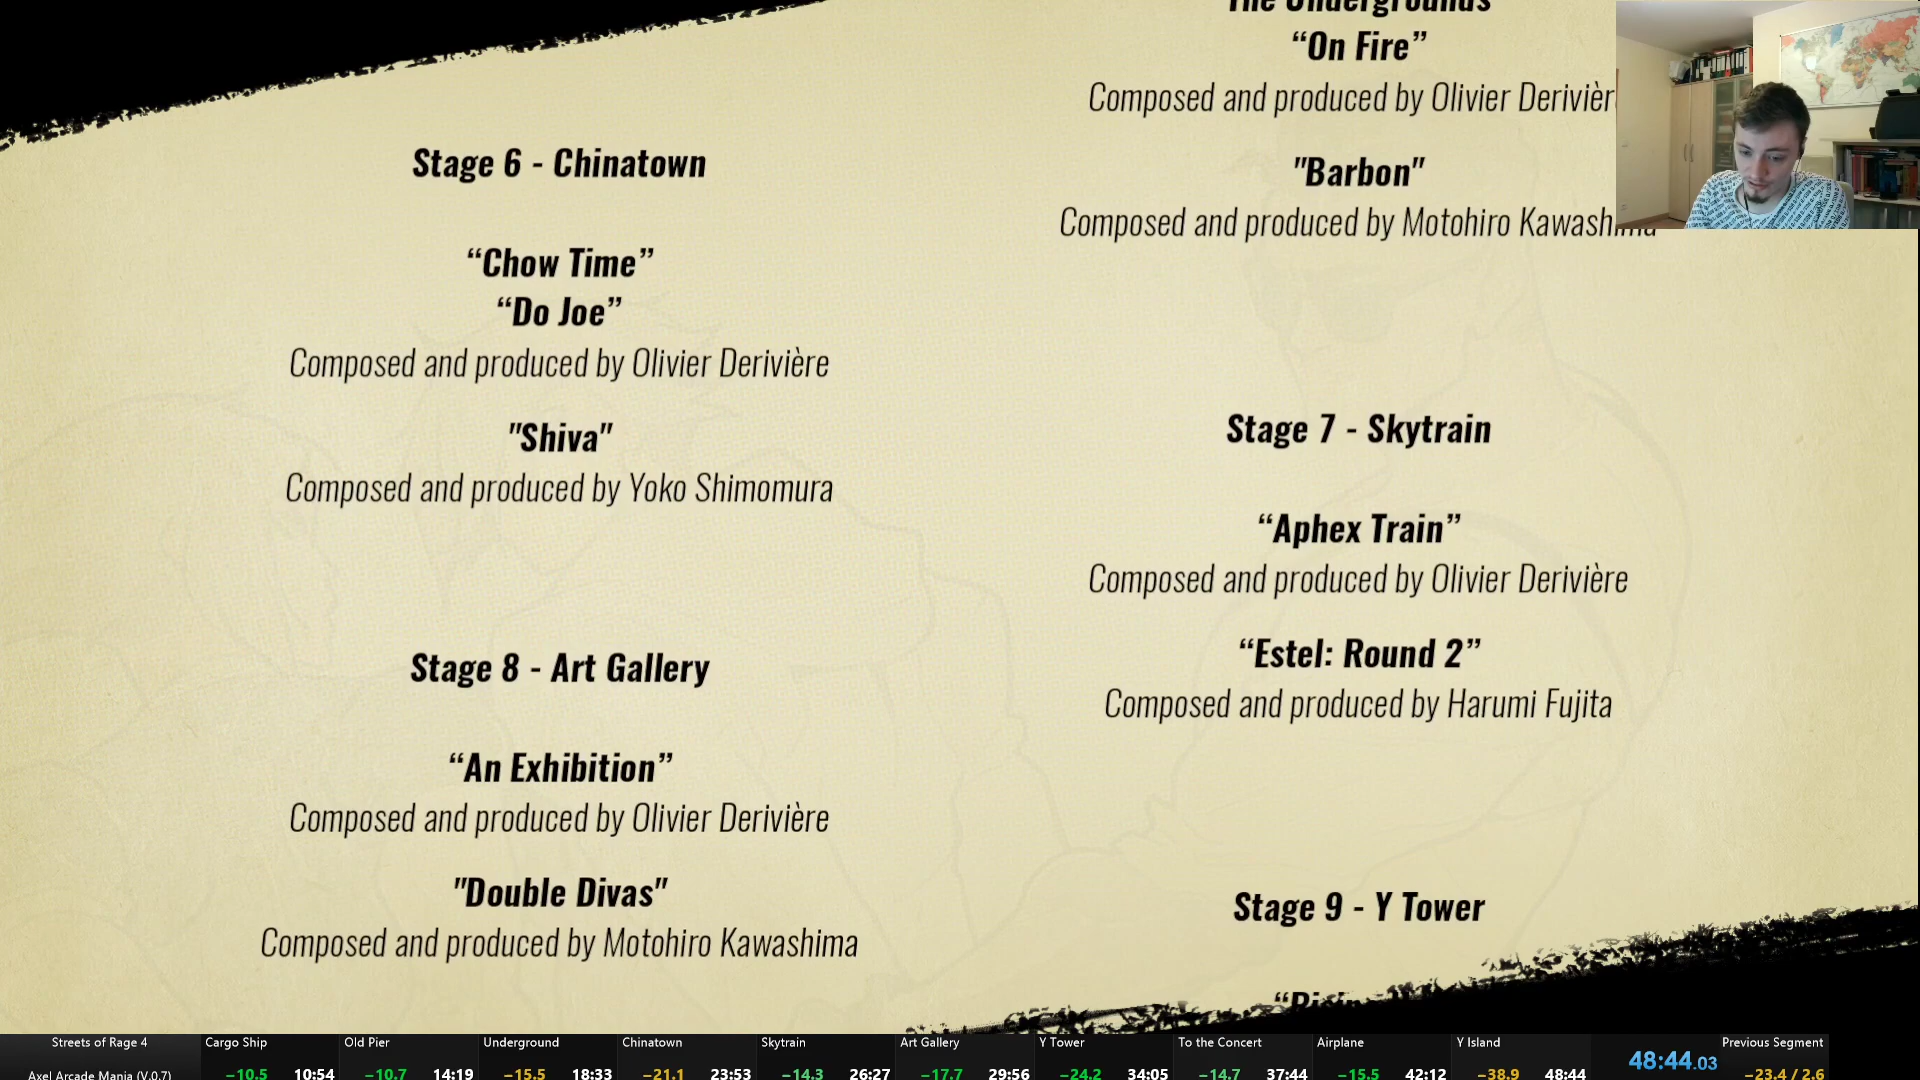 The Undergrounds
“On Fire”
Composed and produced by Olivier
"Barbon"
Composed and produced by Motohiro
Stage 6 - Chinatown
“Chow Time”
“Do Joe”
Composed and produced by Olivier Derivière
"Shiva"
Composed and produced by Yoko Shimomura
Stage 7 - Skytrain
“Aphex Train”
Composed and produced by Olivier Derivière
“Estel: Round 2”
Composed and produced by Harumi Fujita
Stage 8 - Art Gallery
“An Exhibition”
Composed and produced by Olivier Derivière
"Double Divas"
Composed and produced by Motohiro Kawashima
Stage 9 - Y Tower
Streets of Rage 4
Axel Arcade Mania (V.0.7)
Cargo Ship
−10.5 10:54
Old Pier
−10.7 14:19
Underground
−15.5 18:33
Chinatown
−21.1 23:53
Skytrain
−14.3 26:27
Art Gallery
−17.7 29:56
Y Tower
−24.2 34:05
To the Concert
−14.7 37:44
Airplane
−15.5 42:12
Y Island
−38.9 48:44
48:44.03
Previous Segment
−23.4 / 2.6